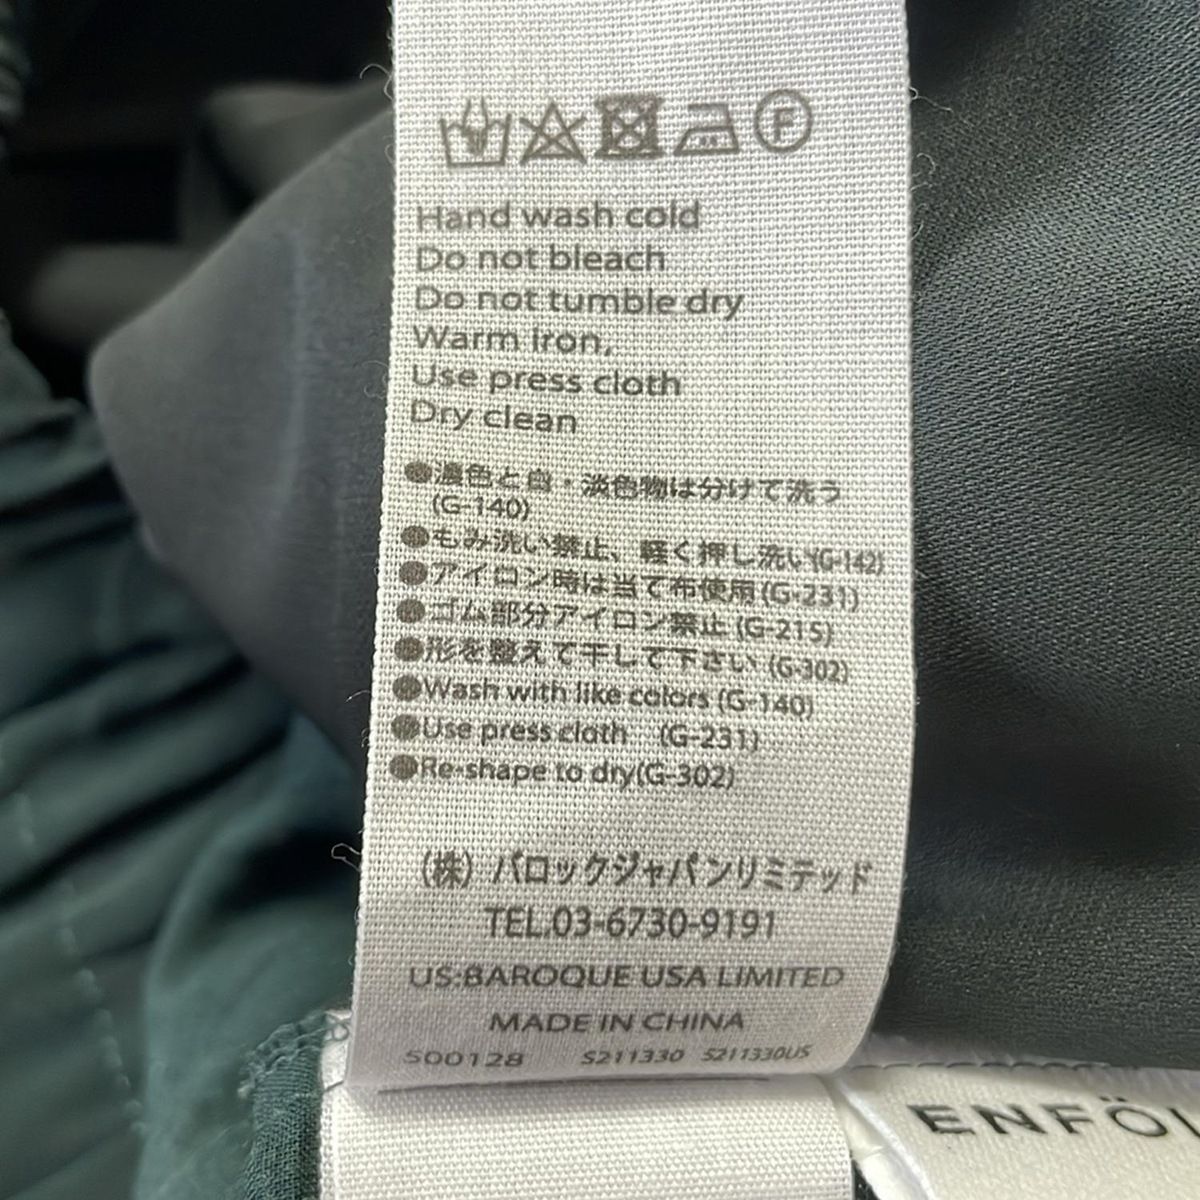 F
Hand wash cold
Do not bleach
Do not tumble dry
Warm iron,
Use press cloth
Dry clean
●濃色と白・淡色物は分けて洗う
(G-140)
●もみ洗い禁止、軽く押し洗い(G-142)
●アイロン時は当て布使用(G-231)
●ゴム部分アイロン禁止(G-215)
●形を整えて干して下さい(G-302)
●Wash with like colors (G-140)
●Use press cloth (G-231)
●Re-shape to dry(G-302)
(株)バロックジャパンリミテッド
TEL.03-6730-9191
US:BAROQUE USA LIMITED
MADE IN CHINA
S00128 S211330 S211330US
ENFÖL